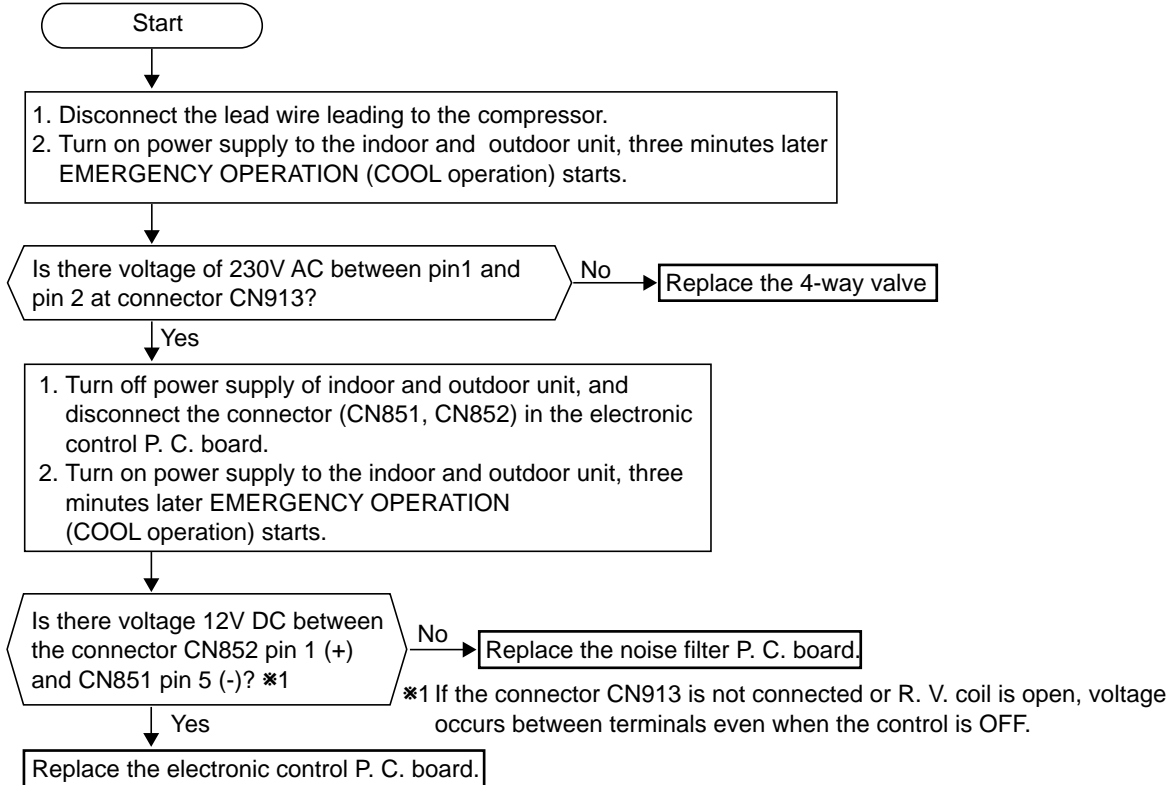 Start
1. Disconnect the lead wire leading to the compressor.
2. Turn on power supply to the indoor and outdoor unit, three minutes later
EMERGENCY OPERATION (COOL operation) starts.
Is there voltage of 230V AC between pin1 and
pin 2 at connector CN913?
No
Replace the 4-way valve
Yes
1. Turn off power supply of indoor and outdoor unit, and
disconnect the connector (CN851, CN852) in the electronic
control P. C. board.
2. Turn on power supply to the indoor and outdoor unit, three
minutes later EMERGENCY OPERATION
(COOL operation) starts.
Is there voltage 12V DC between
the connector CN852 pin 1 (+)
and CN851 pin 5 (-)? ※1
No
Replace the noise filter P. C. board.
※1 If the connector CN913 is not connected or R. V. coil is open, voltage
occurs between terminals even when the control is OFF.
Yes
Replace the electronic control P. C. board.